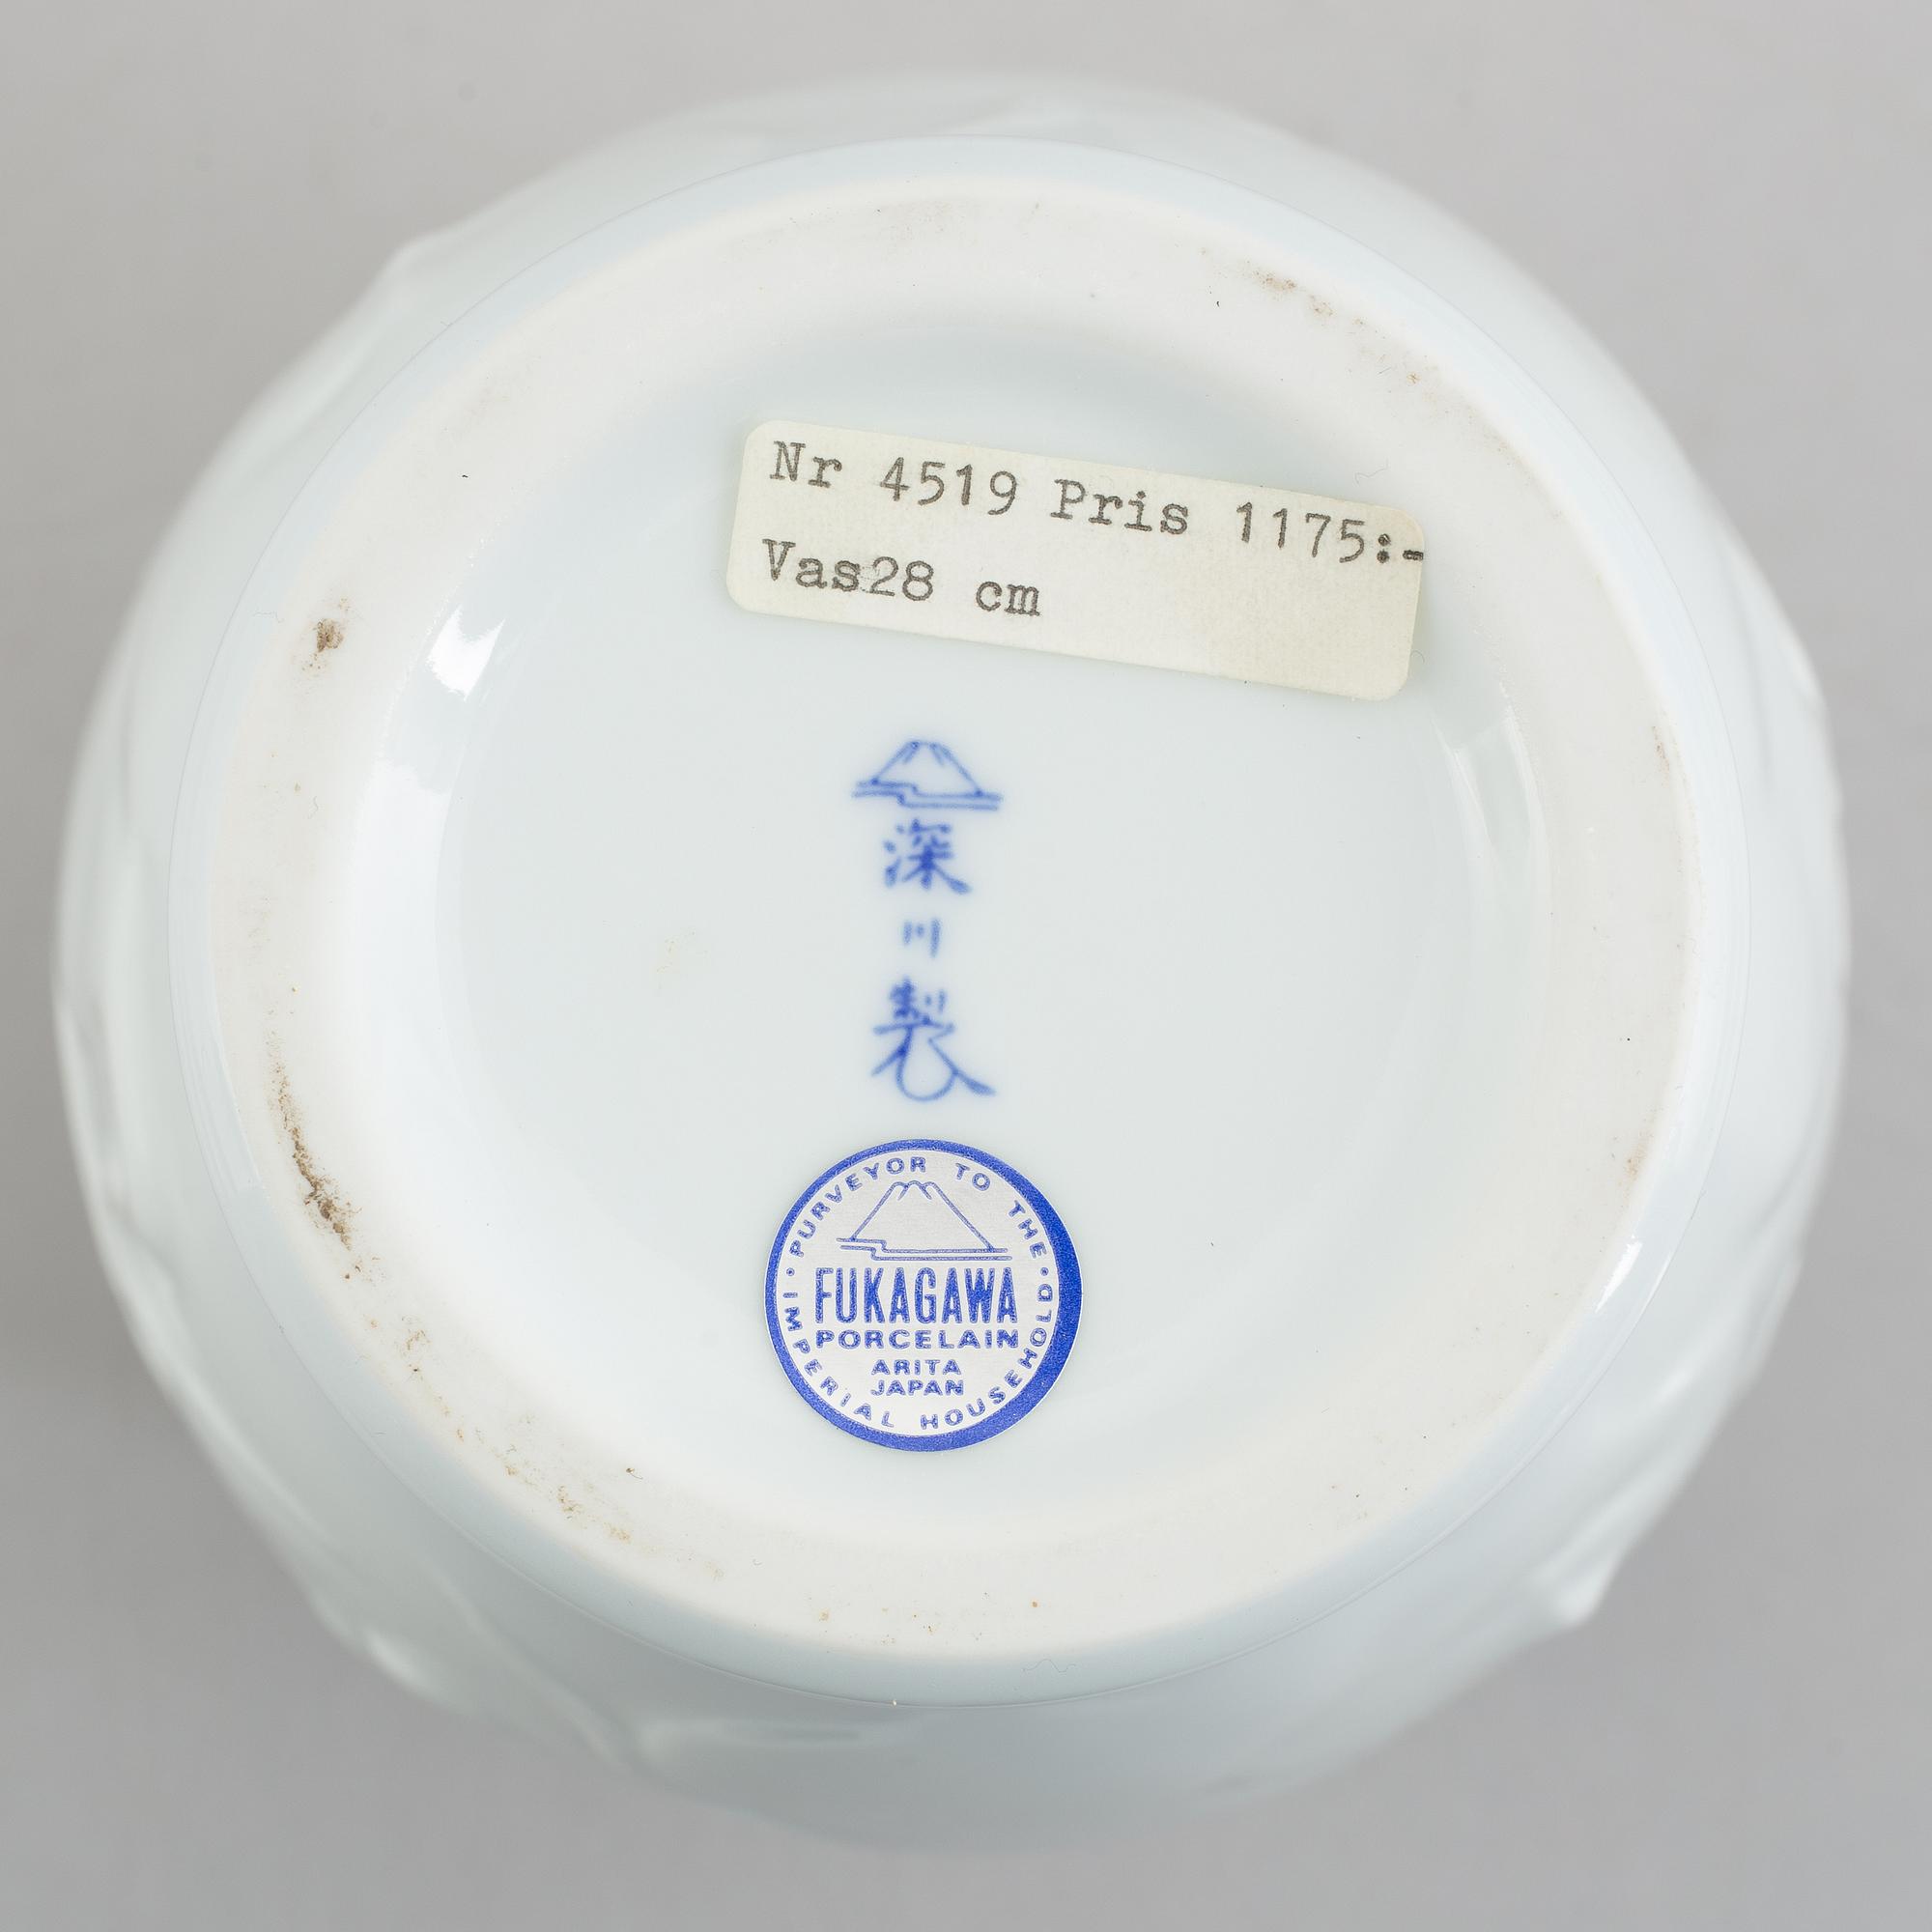 Nr 4519 Pris 1175:-
Vas28 cm
深
川
製
PURVEYOR TO THE
FUKAGAWA
PORCELAIN
ARITA
JAPAN
IMPERIAL HOUSEHOLD